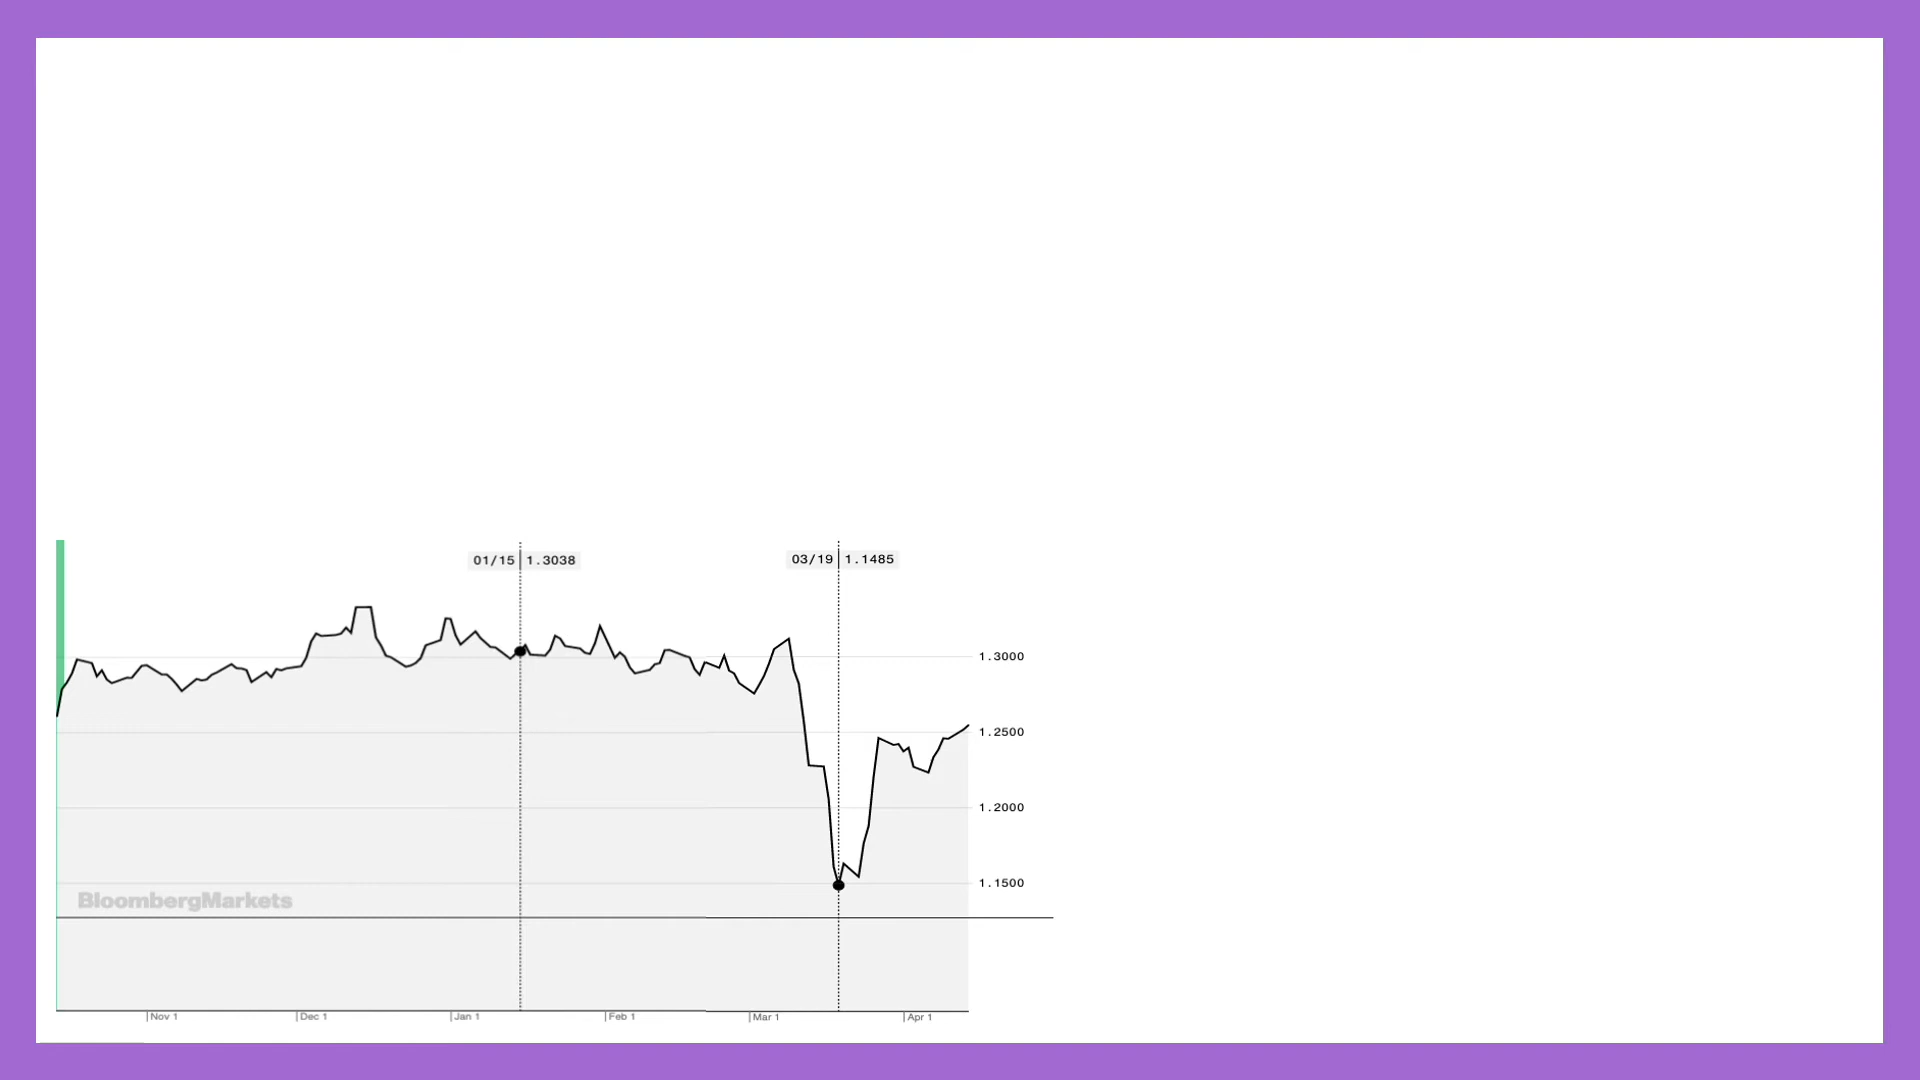 01/15 1.3038
03/19 1.1485
1.3000
1.2500
1.2000
1.1500
BloombergMarkets
Nov 1
Dec 1
Jan 1
Feb 1
Mar 1
Apr 1